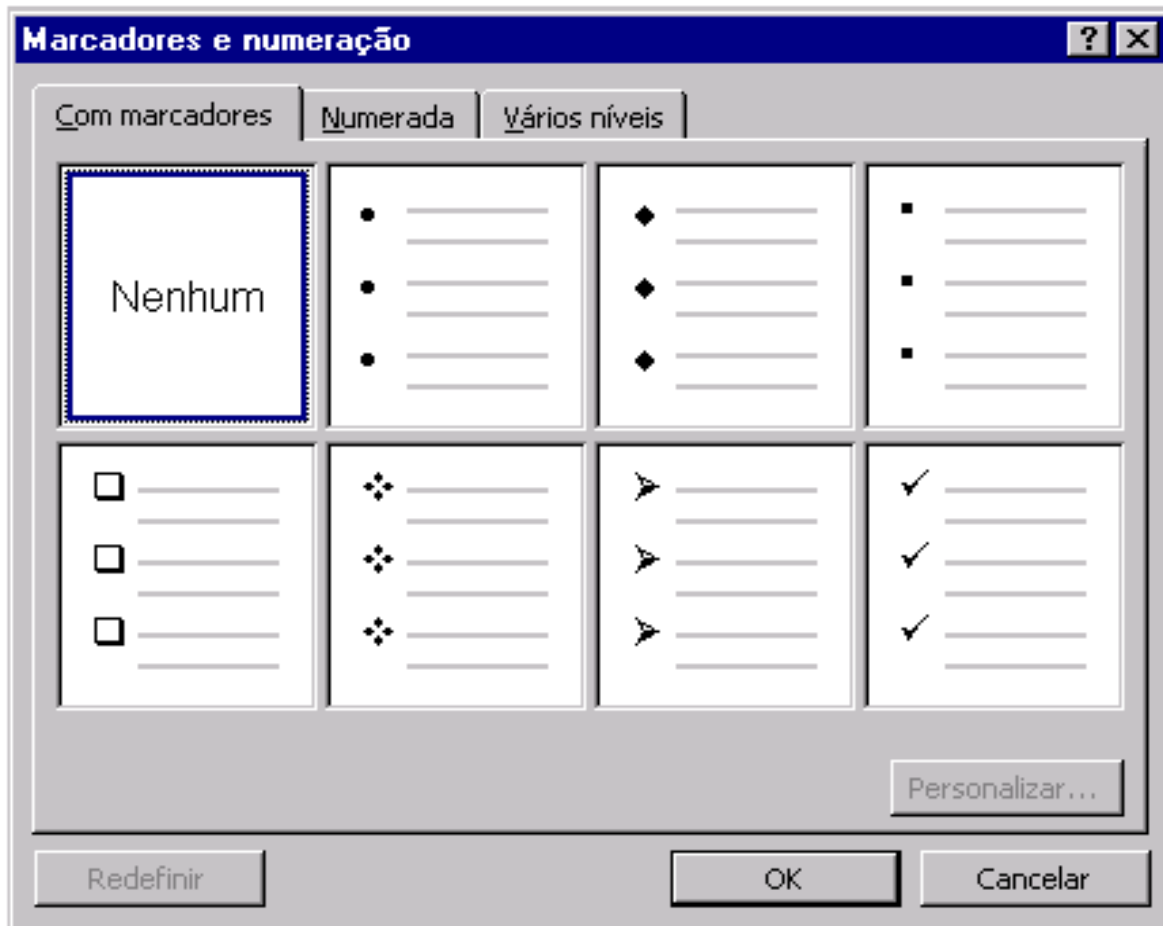 Marcadores e numeração
Com marcadores
Numerada
Vários níveis
Nenhum
Personalizar...
Redefinir
OK
Cancelar